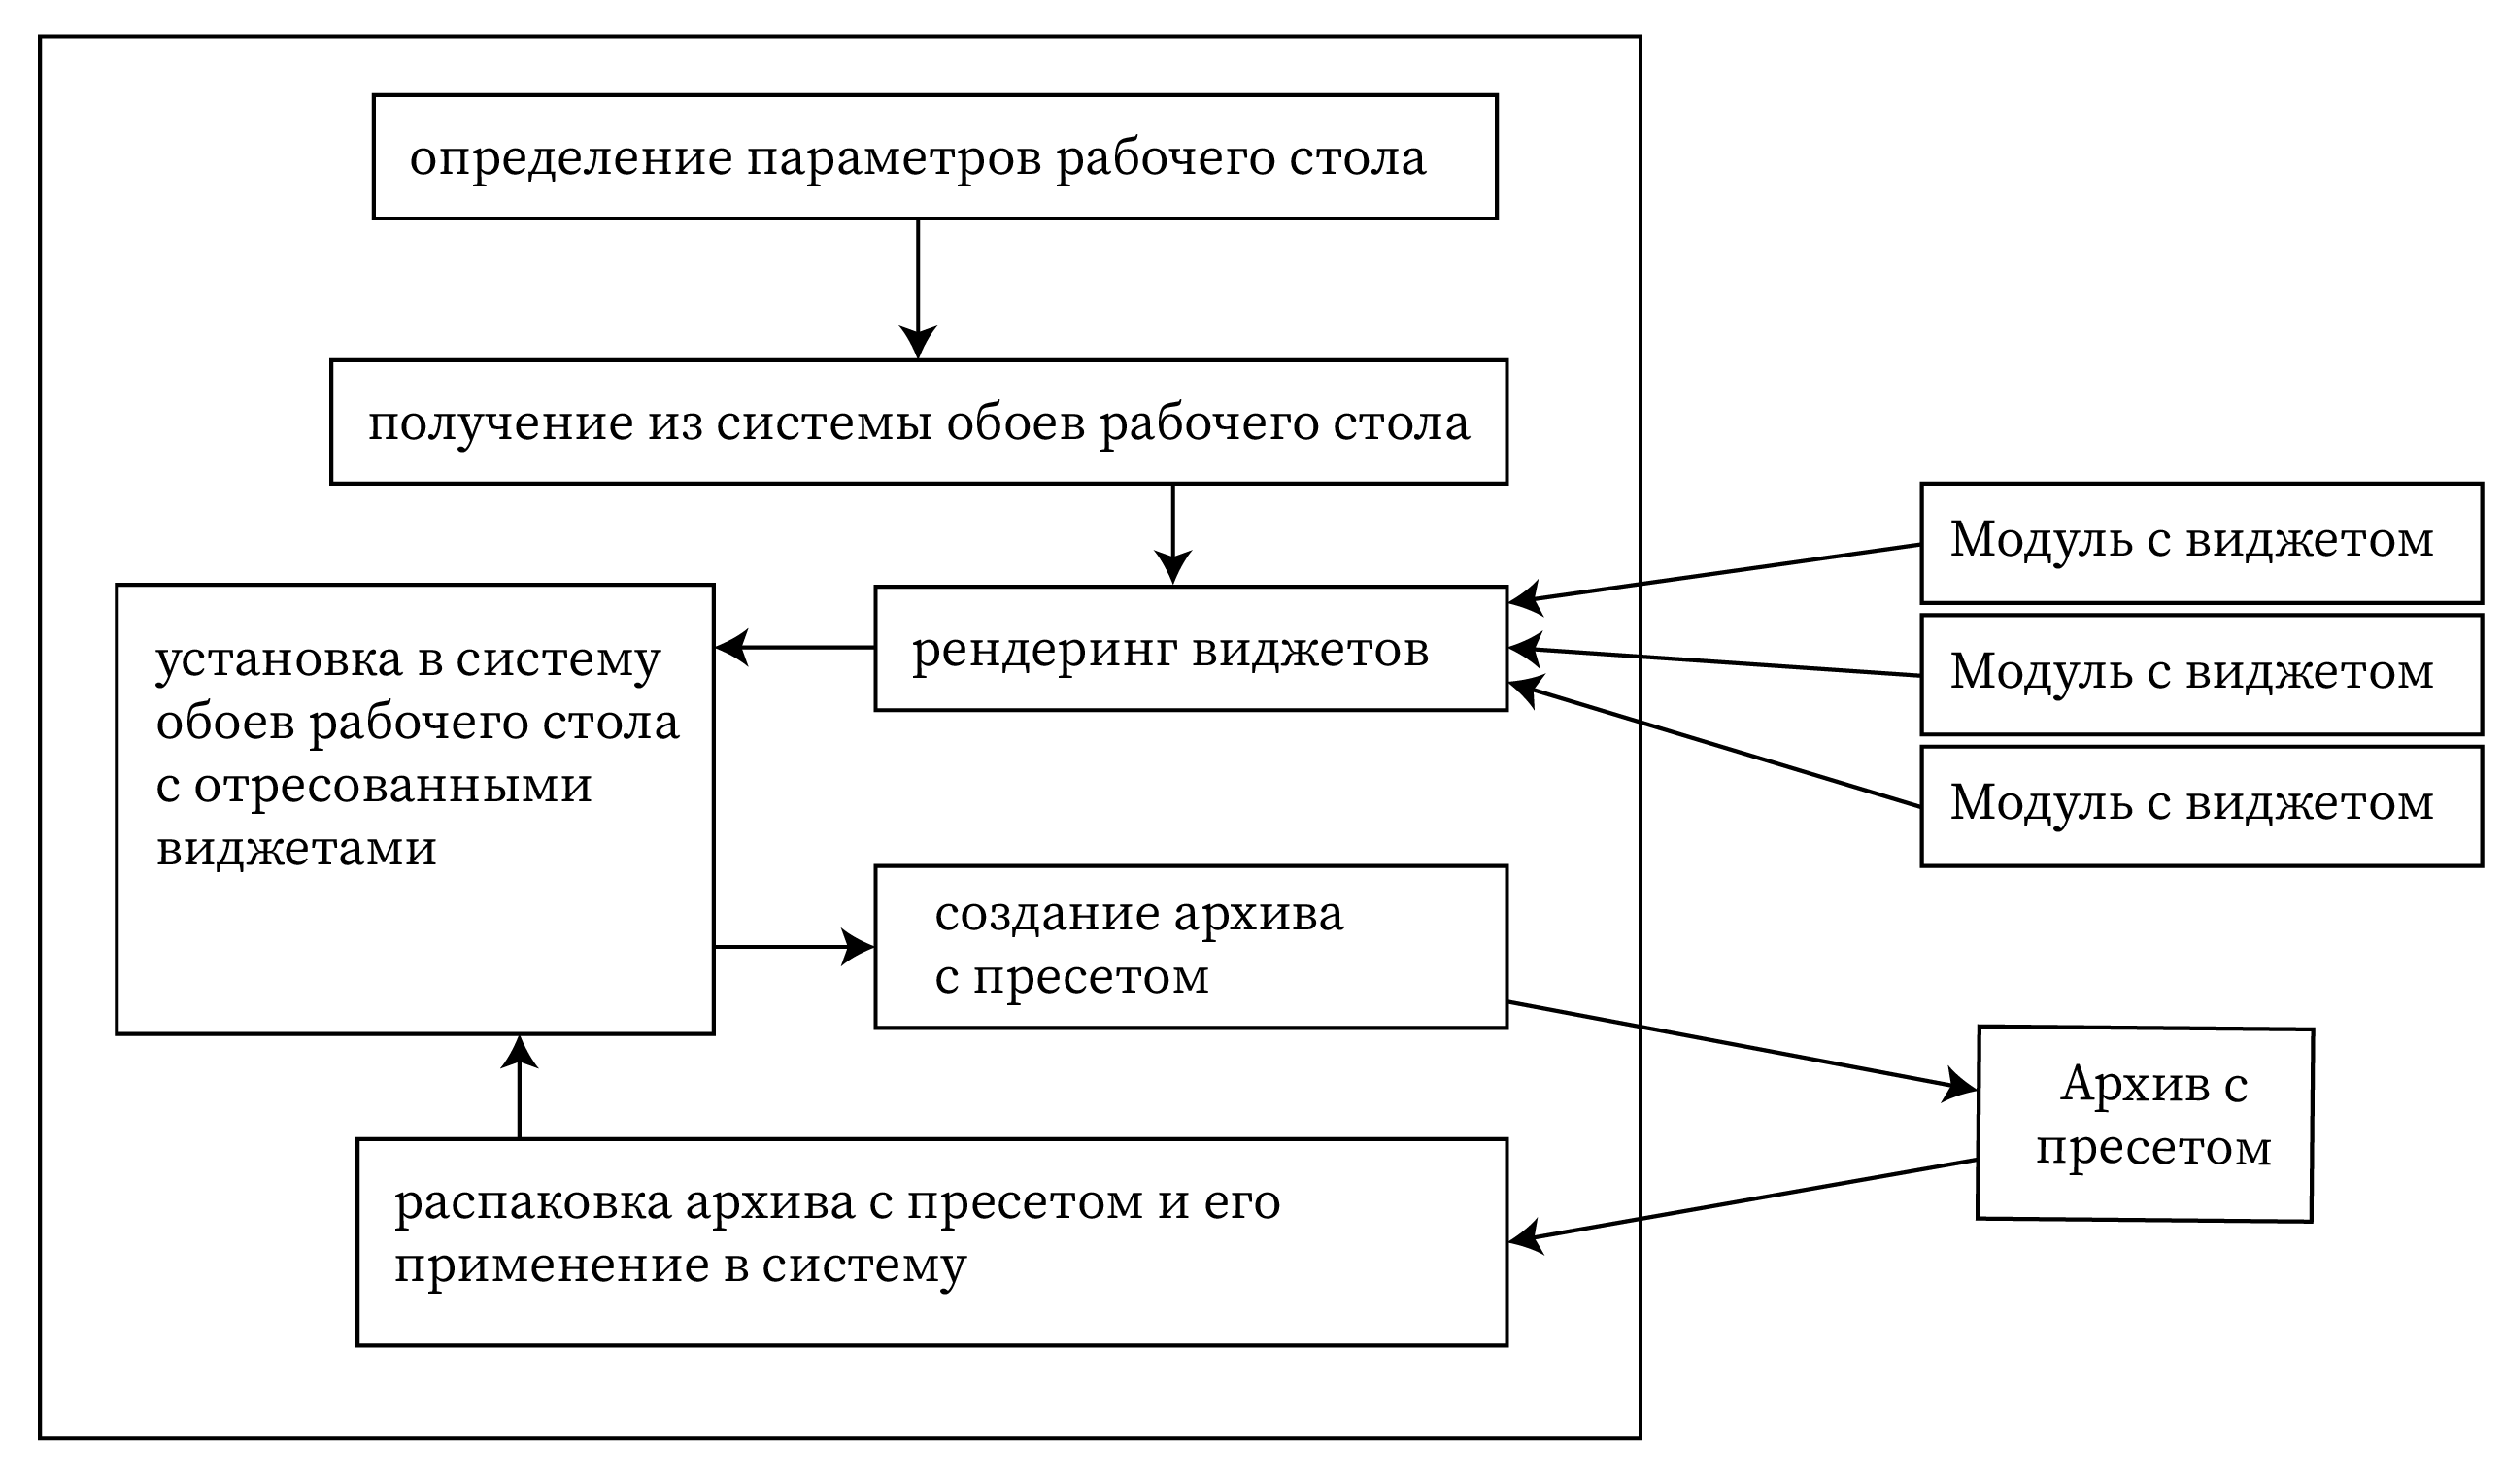 определение параметров рабочего стола
получение из системы обоев рабочего стола
Модуль с виджетом
Модуль с виджетом
Модуль с виджетом
рендеринг виджетов
установка в систему
обоев рабочего стола
с отресованными
виджетами
создание архива
с пресетом
Архив с
пресетом
распаковка архива с пресетом и его
применение в систему